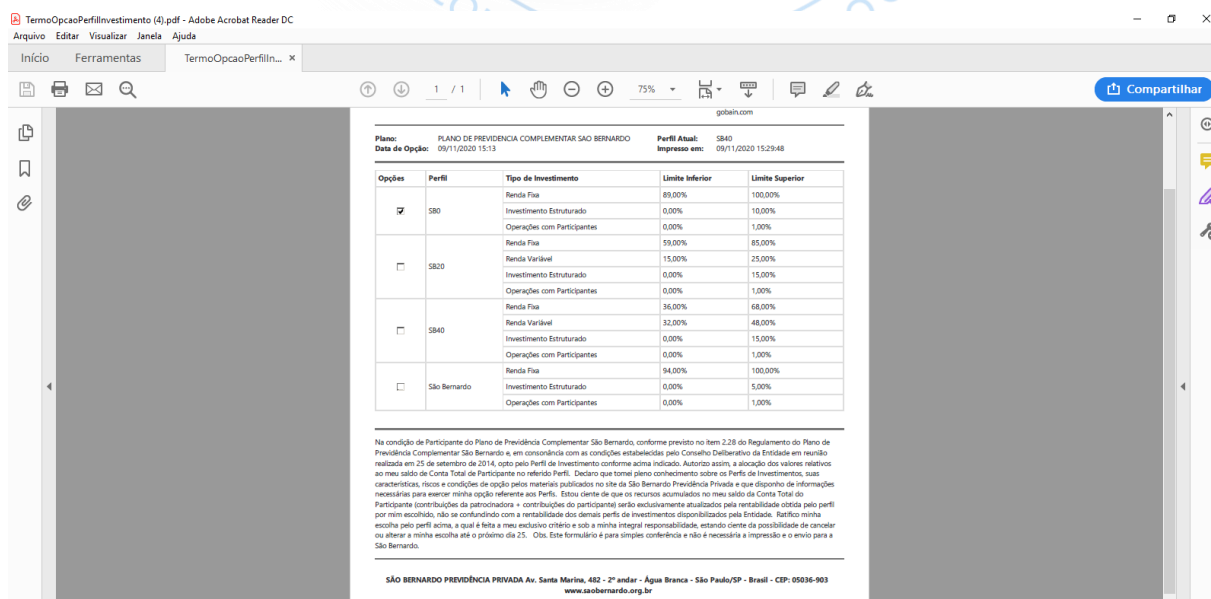 TermoOpcaoPerfilInvestimento (4).pdf - Adobe Acrobat Reader DC
Arquivo Editar Visualizar Janela Ajuda
Início Ferramentas TermoOpcaoPerfilIn... ×
1 / 1 75% Compartilhar
gobain.com
Plano: PLANO DE PREVIDENCIA COMPLEMENTAR SAO BERNARDO Perfil Atual: SB40
Data de Opção: 09/11/2020 15:13 Impresso em: 09/11/2020 15:29:48
Opções Perfil Tipo de Investimento Limite Inferior Limite Superior
Renda Fixa 89,00% 100,00%
SB0 Investimento Estruturado 0,00% 10,00%
Operações com Participantes 0,00% 1,00%
Renda Fixa 59,00% 85,00%
Renda Variável 15,00% 25,00%
SB20
Investimento Estruturado 0,00% 15,00%
Operações com Participantes 0,00% 1,00%
Renda Fixa 36,00% 68,00%
Renda Variável 32,00% 48,00%
SB40
Investimento Estruturado 0,00% 15,00%
Operações com Participantes 0,00% 1,00%
Renda Fixa 94,00% 100,00%
São Bernardo Investimento Estruturado 0,00% 5,00%
Operações com Participantes 0,00% 1,00%
Na condição de Participante do Plano de Previdência Complementar São Bernardo, conforme previsto no item 2.28 do Regulamento do Plano de
Previdência Complementar São Bernardo e, em consonância com as condições estabelecidas pelo Conselho Deliberativo da Entidade em reunião
realizada em 25 de setembro de 2014, opto pelo Perfil de Investimento conforme acima indicado. Autorizo assim, a alocação dos valores relativos
ao meu saldo de Conta Total de Participante no referido Perfil. Declaro que tomei pleno conhecimento sobre os Perfis de Investimentos, suas
características, riscos e condições de opção pelos materiais publicados no site da São Bernardo Previdência Privada e que disponho de informações
necessárias para exercer minha opção referente aos Perfis. Estou ciente de que os recursos acumulados no meu saldo da Conta Total do
Participante (contribuições da patrocinadora + contribuições do participante) serão exclusivamente atualizados pela rentabilidade obtida pelo perfil
por mim escolhido, não se confundindo com a rentabilidade dos demais perfis de investimentos disponibilizados pela Entidade. Ratifico minha
escolha pelo perfil acima, a qual é feita a meu exclusivo critério e sob a minha integral responsabilidade, estando ciente da possibilidade de cancelar
ou alterar a minha escolha até o próximo dia 25. Obs. Este formulário é para simples conferência e não é necessária a impressão e o envio para a
São Bernardo.
SÃO BERNARDO PREVIDÊNCIA PRIVADA Av. Santa Marina, 482 - 2º andar - Água Branca - São Paulo/SP - Brasil - CEP: 05036-903
www.saobernardo.org.br